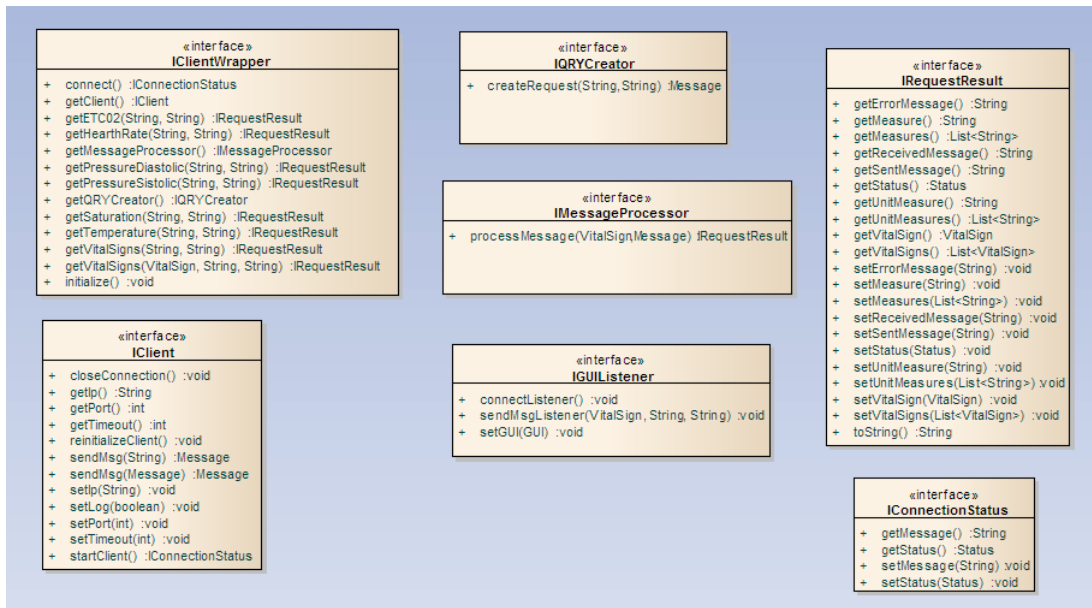 «interface»
IClientWrapper
+ connect() :IConnectionStatus
+ getClient() :IClient
+ getETC02(String, String) :IRequestResult
+ getHearthRate(String, String) :IRequestResult
+ getMessageProcessor() :IMessageProcessor
+ getPressureDiastolic(String, String) :IRequestResult
+ getPressureSistolic(String, String) :IRequestResult
+ getQRYCreator() :IQRYCreator
+ getSaturation(String, String) :IRequestResult
+ getTemperature(String, String) :IRequestResult
+ getVitalSigns(String, String) :IRequestResult
+ getVitalSigns(VitalSign, String, String) :IRequestResult
+ initialize() :void
«interface»
IClient
+ closeConnection() :void
+ getIp() :String
+ getPort() :int
+ getTimeout() :int
+ reinitializeClient() :void
+ sendMsg(String) :Message
+ sendMsg(Message) :Message
+ setIp(String) :void
+ setLog(boolean) :void
+ setPort(int) :void
+ setTimeout(int) :void
+ startClient() :IConnectionStatus
«interface»
IQRYCreator
+ createRequest(String,String) :Message
«interface»
IMessageProcessor
+ processMessage(VitalSign,Message) :IRequestResult
«interface»
IGUIListener
+ connectListener() :void
+ sendMsgListener(VitalSign, String, String) :void
+ setGUI(GUI) :void
«interface»
IRequestResult
+ getErrorMessage() :String
+ getMeasure() :String
+ getMeasures() :List<String>
+ getReceivedMessage() :String
+ getSentMessage() :String
+ getStatus() :Status
+ getUnitMeasure() :String
+ getUnitMeasures() :List<String>
+ getVitalSign() :VitalSign
+ getVitalSigns() :List<VitalSign>
+ setErrorMessage(String) :void
+ setMeasure(String) :void
+ setMeasures(List<String>) :void
+ setReceivedMessage(String) :void
+ setSentMessage(String) :void
+ setStatus(Status) :void
+ setUnitMeasure(String) :void
+ setUnitMeasures(List<String>) :void
+ setVitalSign(VitalSign) :void
+ setVitalSigns(List<VitalSign>) :void
+ toString() :String
«interface»
IConnectionStatus
+ getMessage() :String
+ getStatus() :Status
+ setMessage(String) :void
+ setStatus(Status) :void